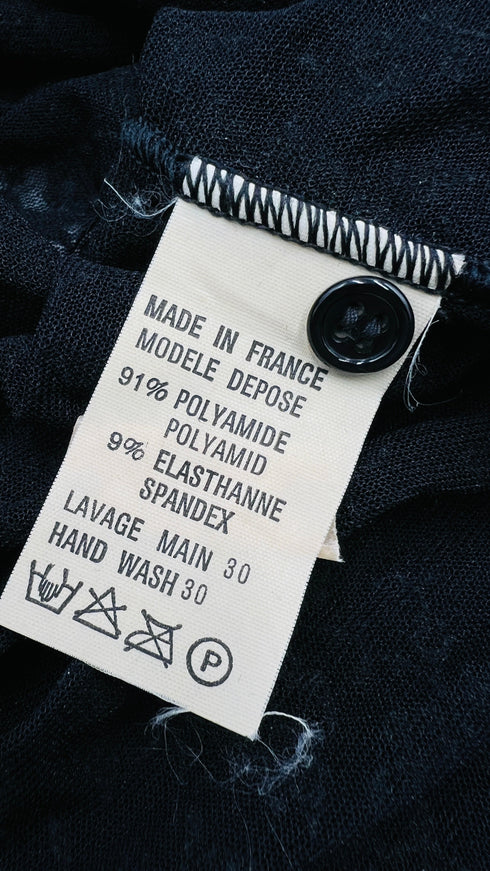 MADE IN FRANCE
MODELE DEPOSE
91% POLYAMIDE
POLYAMID
9% ELASTHANNE
SPANDEX
LAVAGE MAIN 30
HAND WASH 30
P